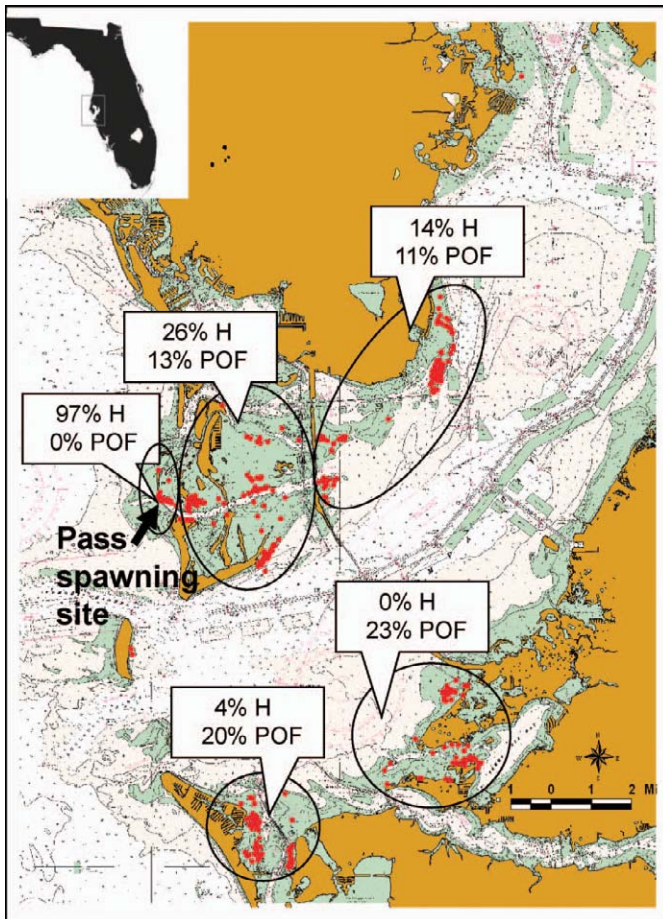 14% H
11% POF
26% H
13% POF
97% H
0% POF
Pass
spawning
site
0% H
23% POF
4% H
20% POF
N
W E
S
1 0 1 2 Mi